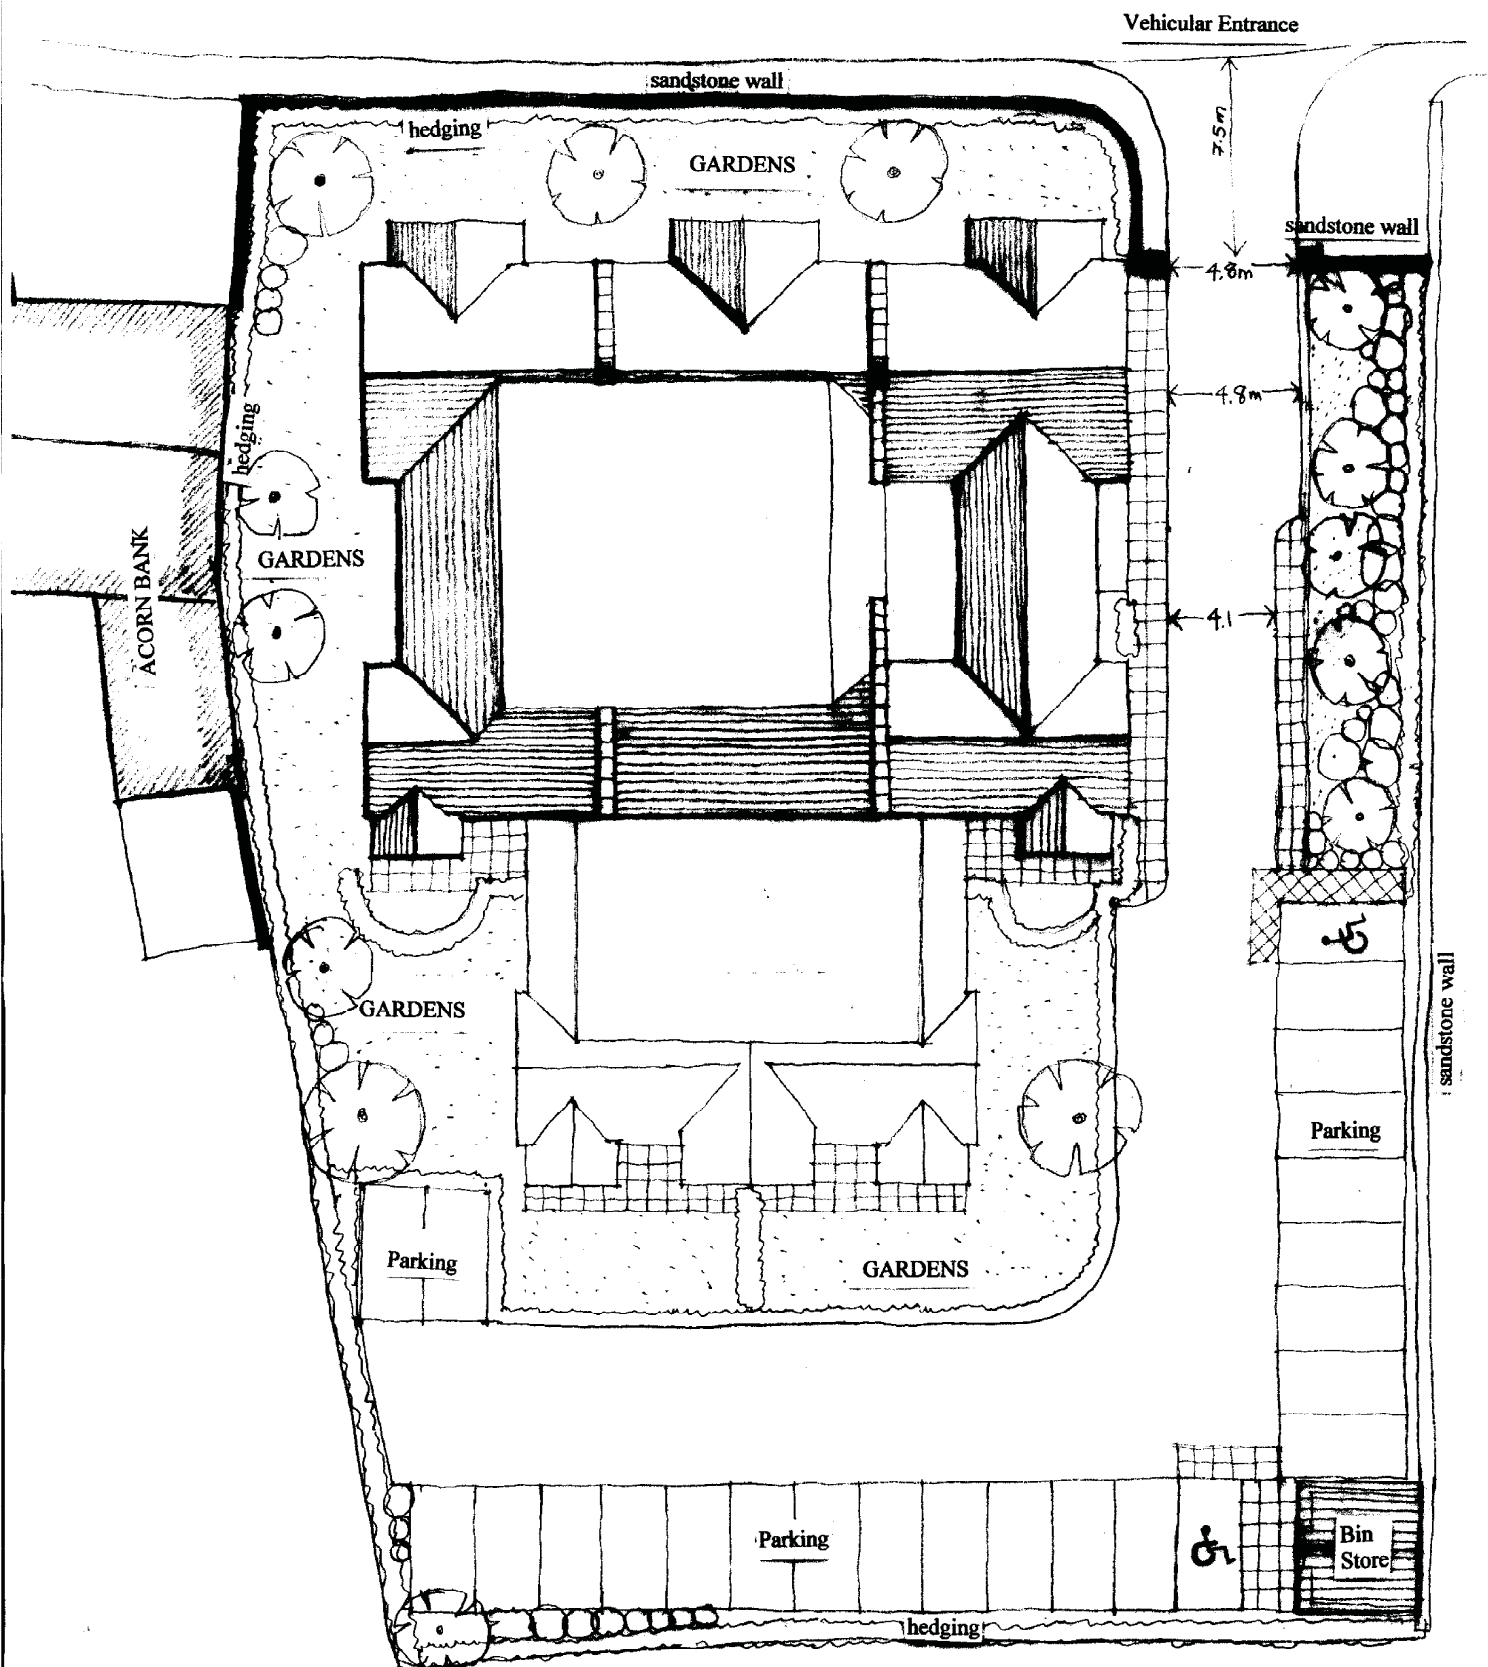 Vehicular Entrance
sandstone wall
hedging
GARDENS
7.5m
sandstone wall
4.8m
4.8m
hedging
ACORN BANK
GARDENS
4.1
GARDENS
sandstone wall
Parking
Parking
GARDENS
Parking
Bin
Store
hedging